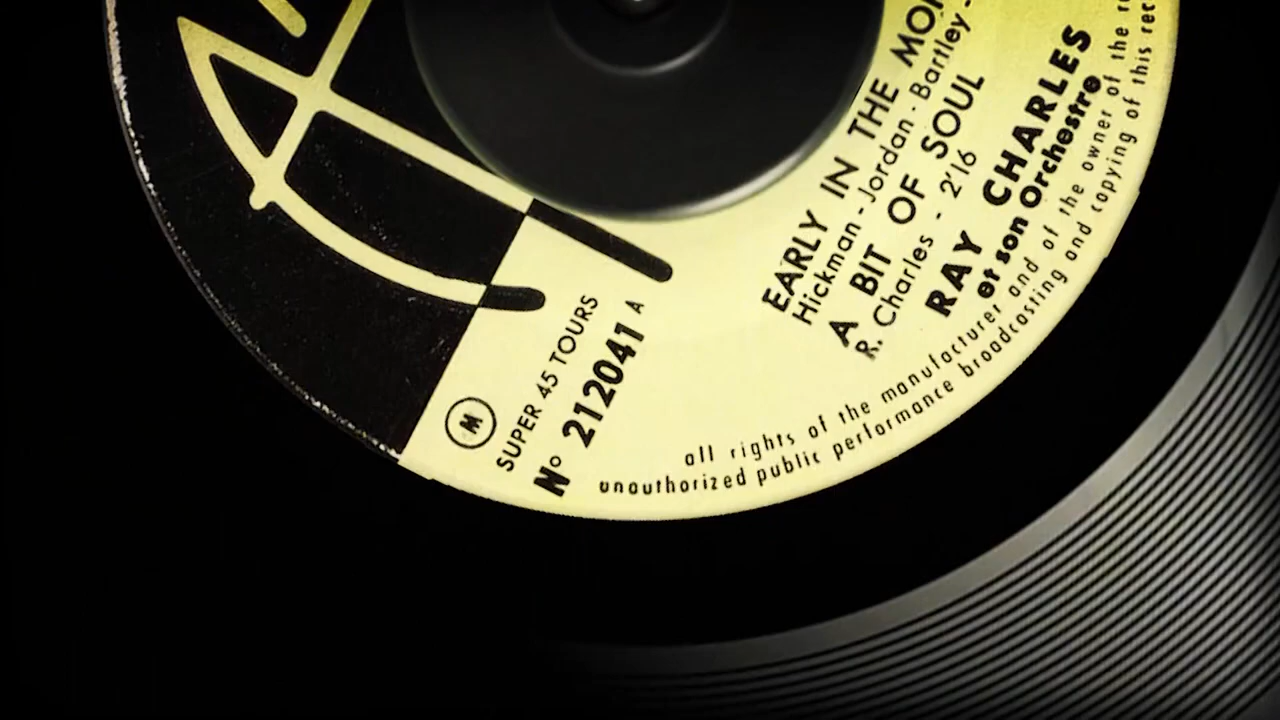 EARLY IN THE
Hickman - Jordan - Bartley -
A BIT OF SOUL
R. Charles - 2'16
RAY CHARLES
et son Orchestre
M
SUPER 45 TOURS
No 212041 A
all rights of the manufacturer and of the owner of the
unauthorized public performance broadcasting and copying of this